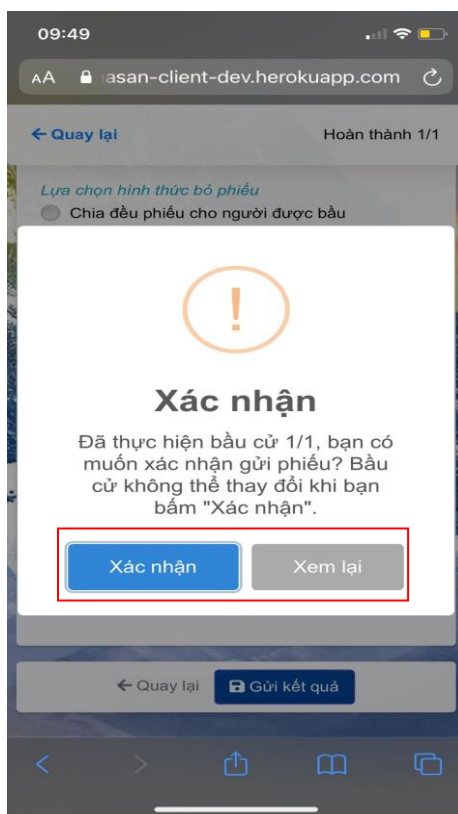 09:49
AA asan-client-dev.herokuapp.com
← Quay lại Hoàn thành 1/1
Lựa chọn hình thức bỏ phiếu
Chia đều phiếu cho người được bầu
!
Xác nhận
Đã thực hiện bầu cử 1/1, bạn có
muốn xác nhận gửi phiếu? Bầu
cử không thể thay đổi khi bạn
bấm "Xác nhận".
Xác nhận Xem lại
← Quay lại Gửi kết quả